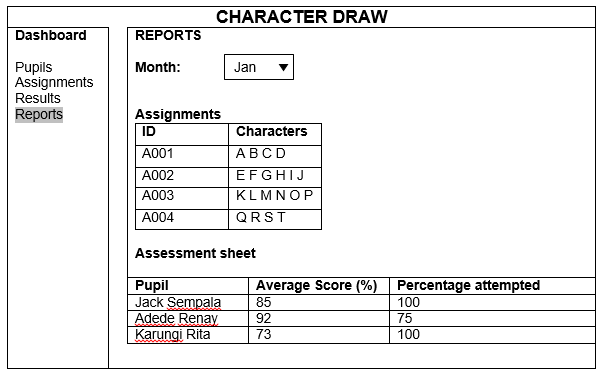 CHARACTER DRAW
Dashboard
Pupils
Assignments
Results
Reports
REPORTS
Month: Jan
Assignments
ID Characters
A001 A B C D
A002 E F G H I J
A003 K L M N O P
A004 Q R S T
Assessment sheet
Pupil Average Score (%) Percentage attempted
Jack Sempala 85 100
Adede Renay 92 75
Karungi Rita 73 100